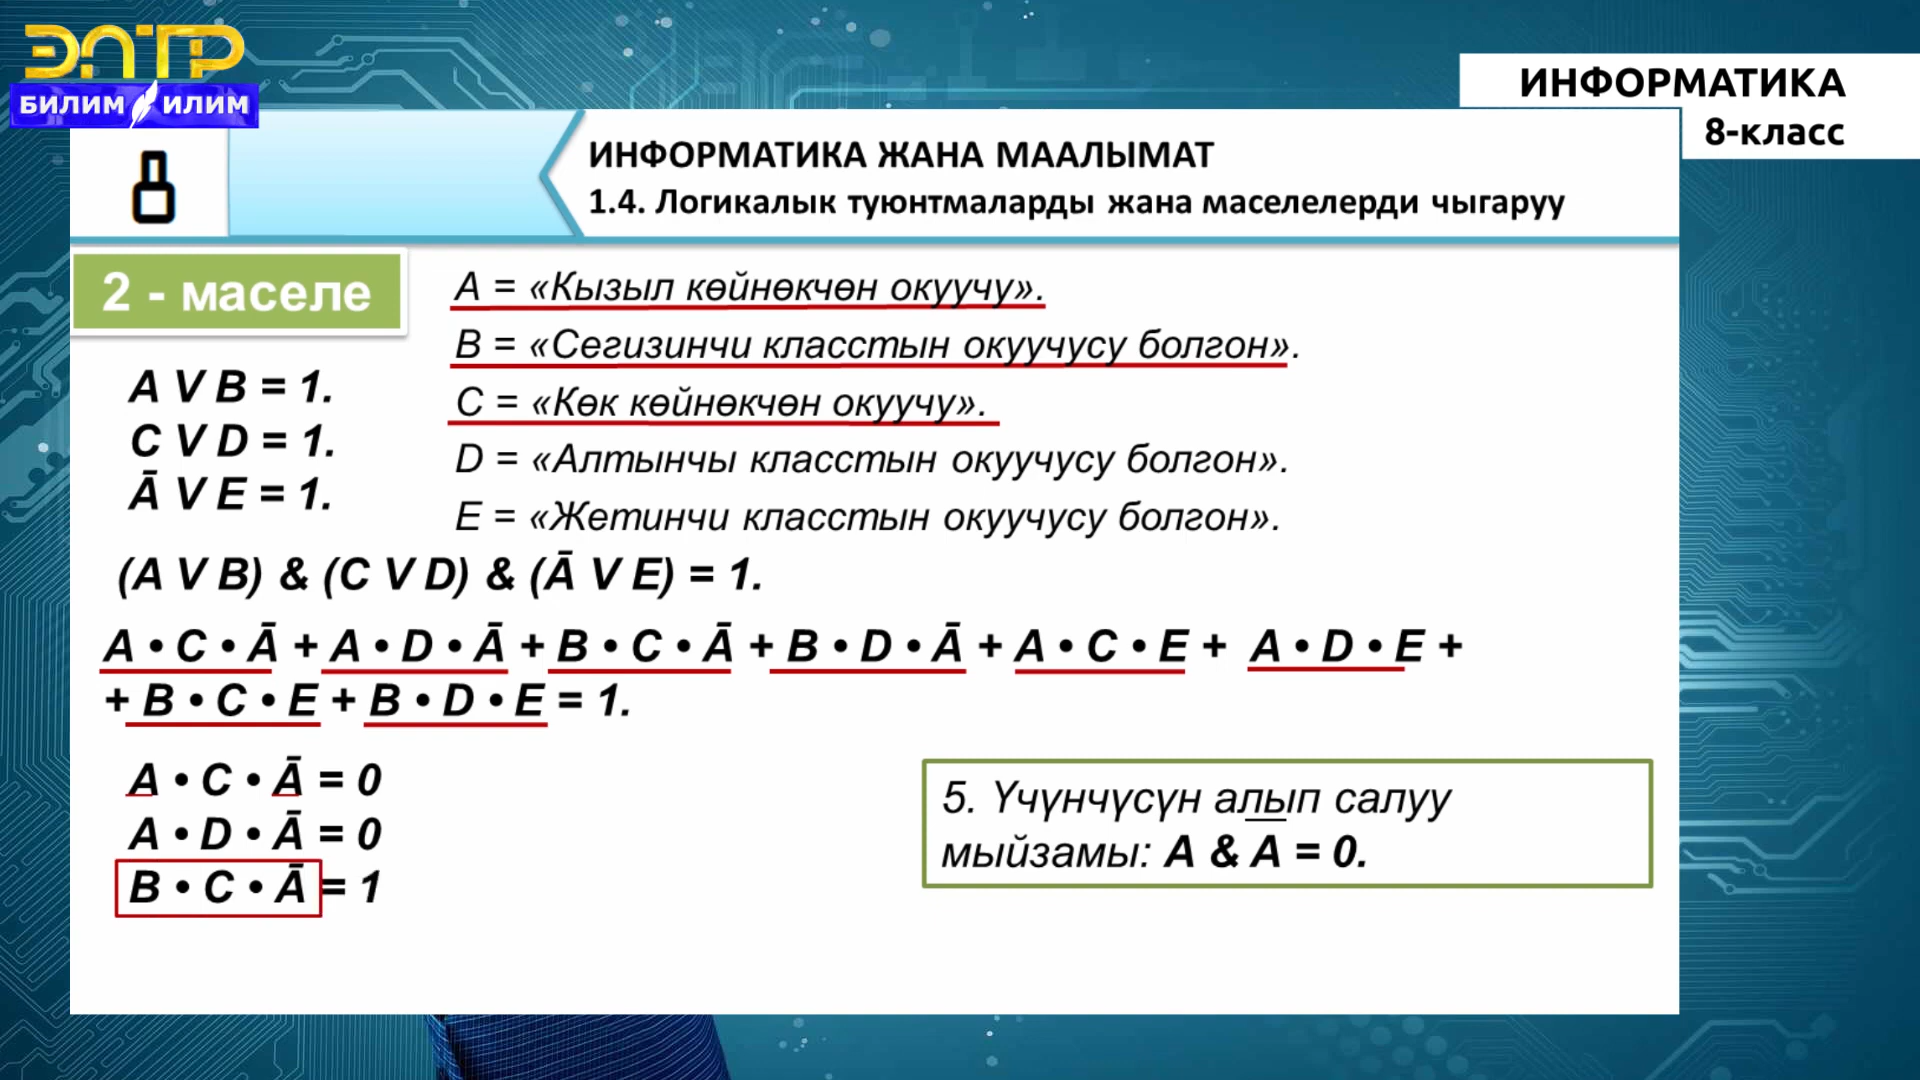 ЭЛТР
БИЛИМ ИЛИМ
ИНФОРМАТИКА
8-класс
8
ИНФОРМАТИКА ЖАНА МААЛЫМАТ
1.4. Логикалык туюнтмаларды жана маселелерди чыгаруу
2 - маселе
A = «Кызыл көйнөкчөн окуучу».
B = «Сегизинчи класстын окуучусу болгон».
C = «Көк көйнөкчөн окуучу».
D = «Алтынчы класстын окуучусу болгон».
E = «Жетинчи класстын окуучусу болгон».
A V B = 1.
C V D = 1.
Ā V E = 1.
(A V B) & (C V D) & (Ā V E) = 1.
A • C • Ā + A • D • Ā + B • C • Ā + B • D • Ā + A • C • E + A • D • E +
+ B • C • E + B • D • E = 1.
A • C • Ā = 0
A • D • Ā = 0
B • C • Ā = 1
5. Үчүнчүсүн алып салуу
мыйзамы: A & Ā = 0.